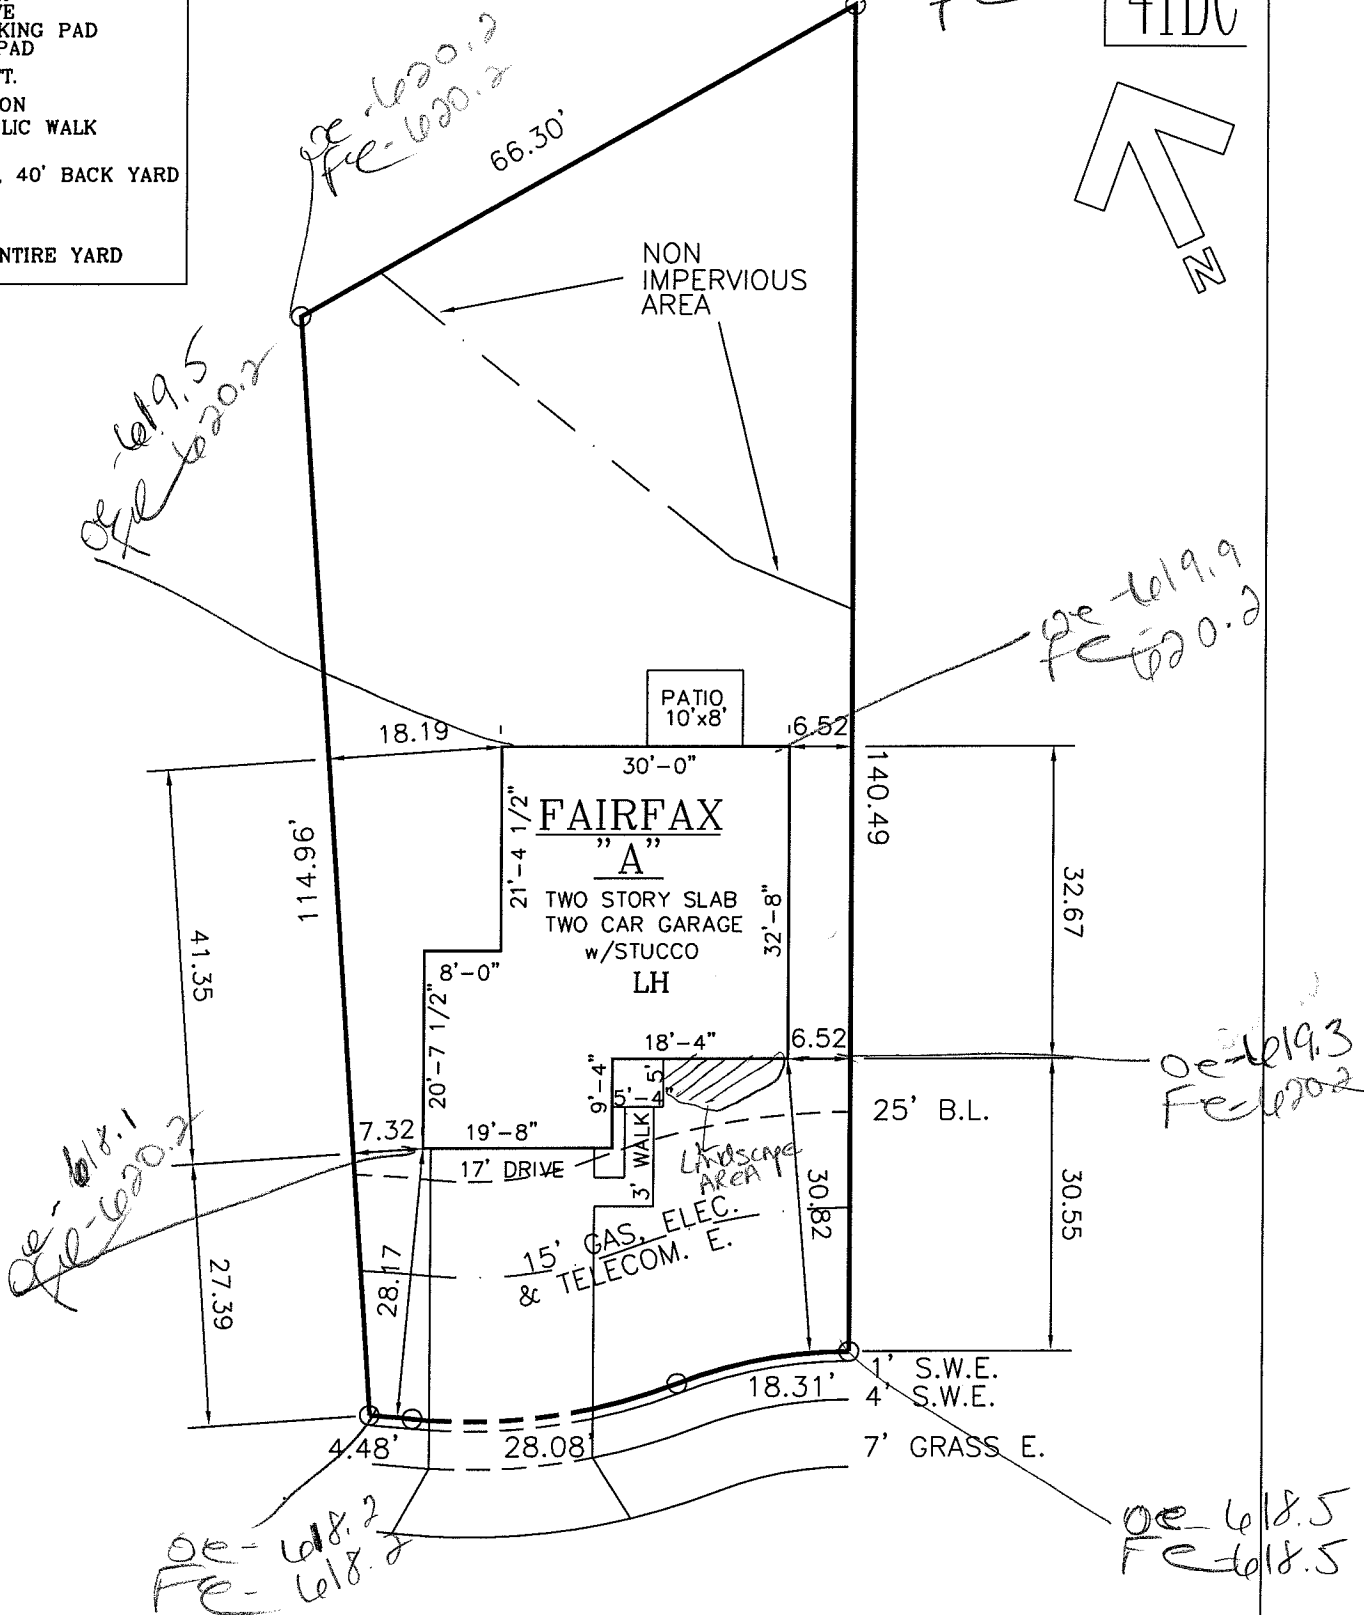 KING PAD
PAD
ON
LIC WALK
40' BACK YARD
NTIRE YARD
oe - 620.2
Fe - 620.2
66.30'
NON
IMPERVIOUS
AREA
N
oe - 619.5
fe 620.2
oe - 619.9
Fe - 620.2
PATIO
10'x8'
18.19
6.52
30'-0"
140.49
114.96'
21'-4 1/2"
FAIRFAX
"A"
TWO STORY SLAB
TWO CAR GARAGE
w/STUCCO
LH
32'-8"
32.67
41.35
8'-0"
20'-7 1/2"
18'-4"
6.52
9'-4"
5'
5'-4"
oe - 619.3
Fe - 620.2
25' B.L.
7.32
19'-8"
3' WALK
17' DRIVE
Landscape
AREA
oe - 618.1
fe - 620.2
30.82
30.55
15' GAS, ELEC.
& TELECOM. E.
28.17
27.39
1' S.W.E.
18.31'
4' S.W.E.
4.48'
28.08'
7' GRASS E.
oe - 618.2
Fe - 618.2
oe - 618.5
Fe - 618.5